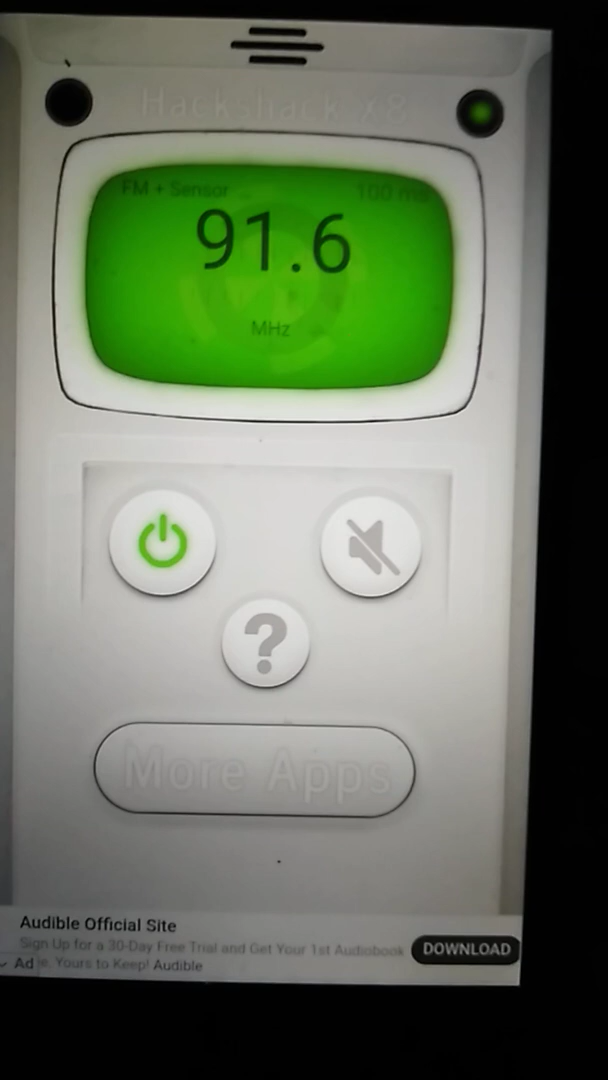 Hackshack x8
FM + Sensor
100 ms
91.6
MHz
More Apps
Audible Official Site
Sign Up for a 30-Day Free Trial and Get Your 1st Audiobook
Ad
Yours to Keep! Audible
DOWNLOAD